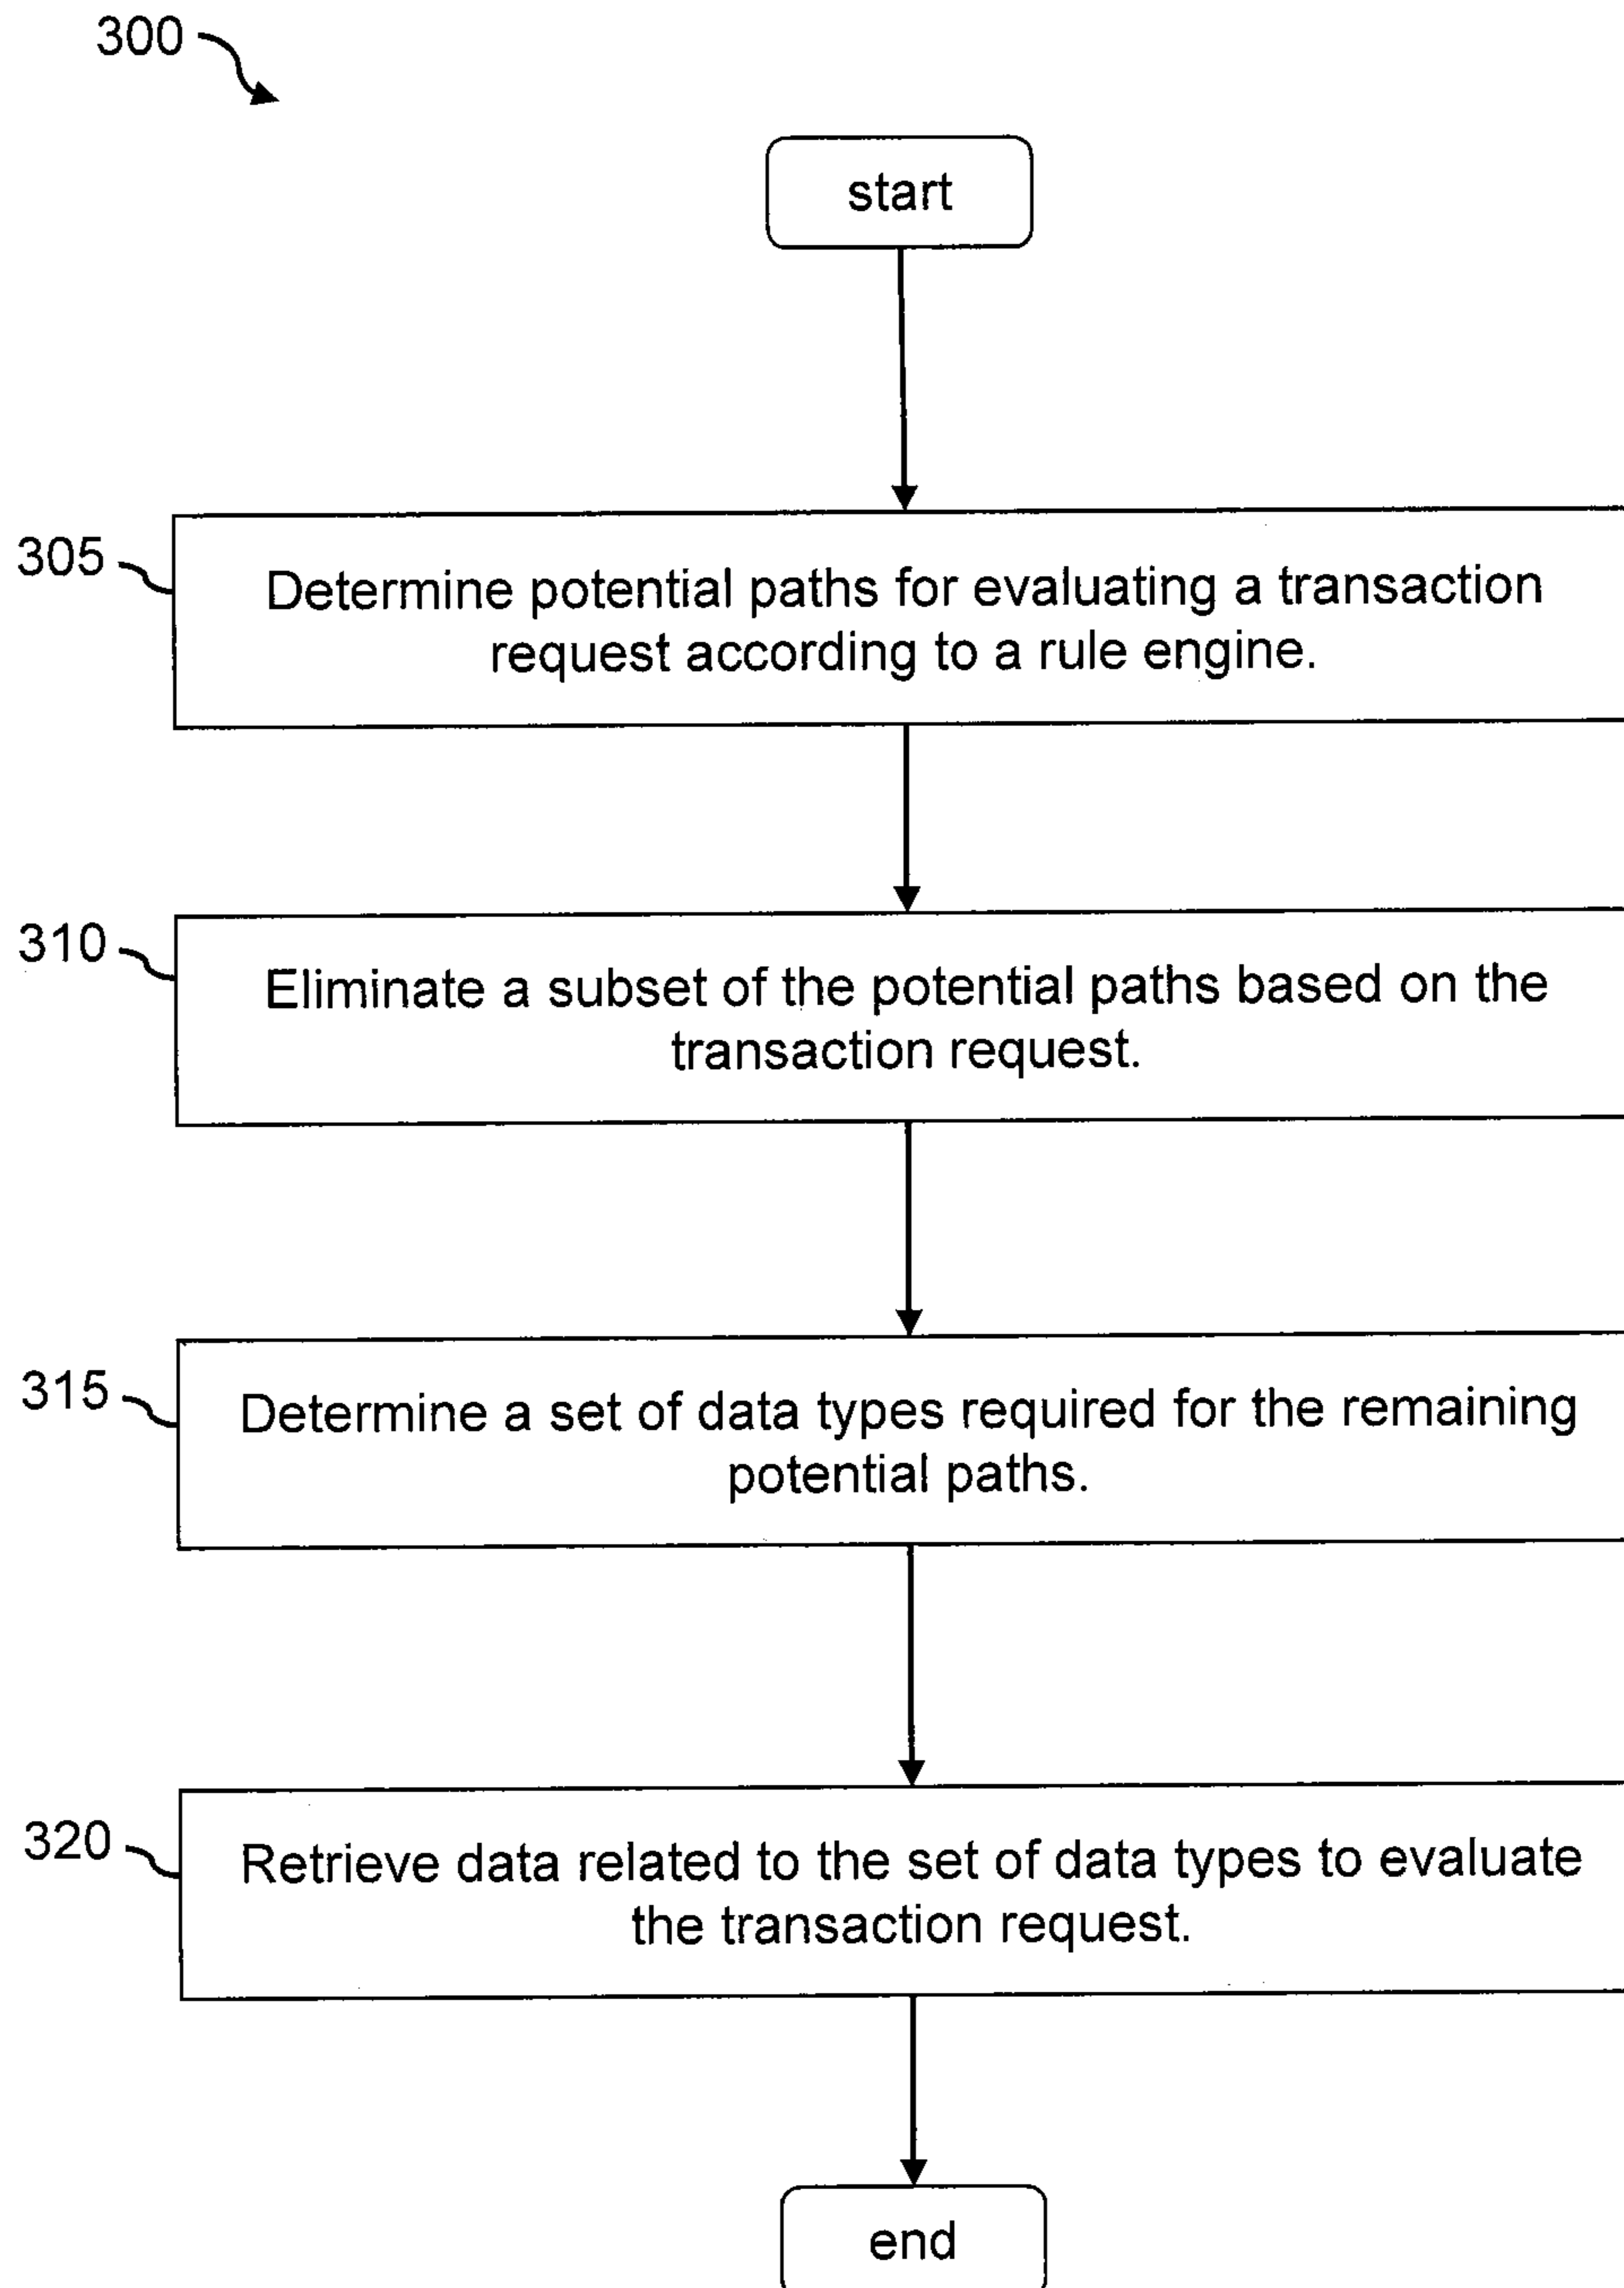 300
start
305
Determine potential paths for evaluating a transaction
request according to a rule engine.
310
Eliminate a subset of the potential paths based on the
transaction request.
315
Determine a set of data types required for the remaining
potential paths.
320
Retrieve data related to the set of data types to evaluate
the transaction request.
end